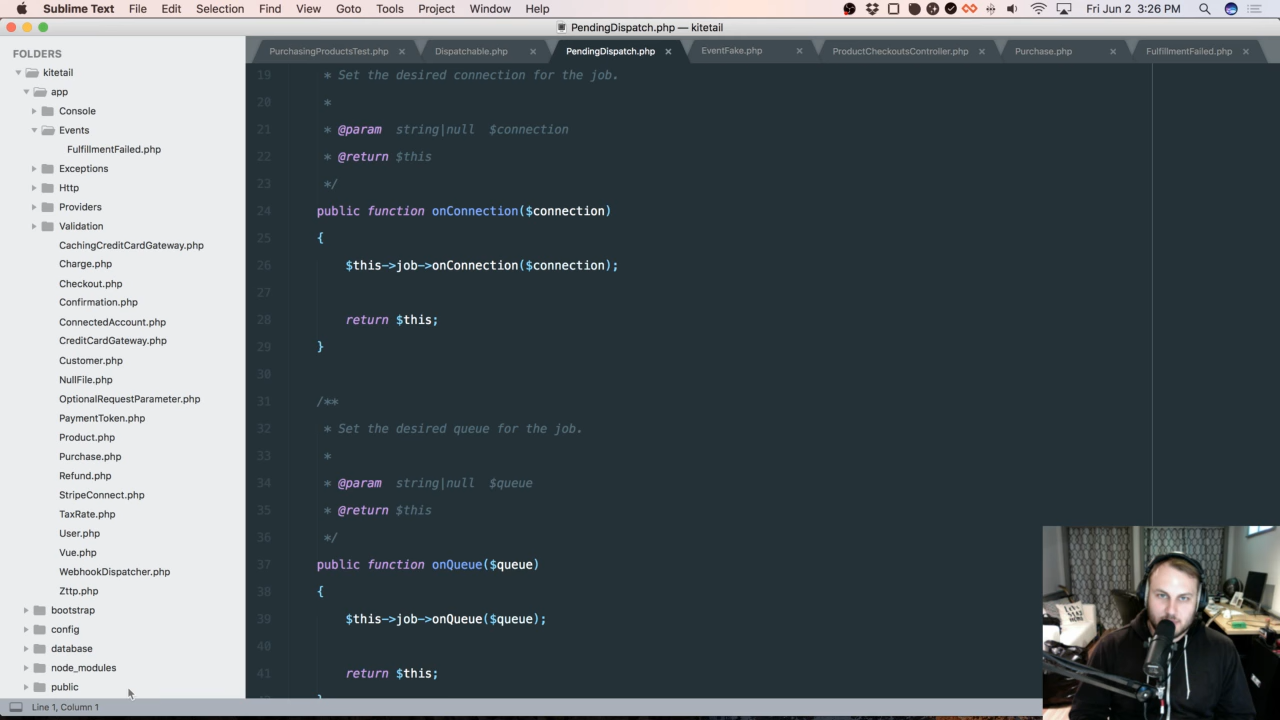 Sublime Text File Edit Selection Find View Goto Tools Project Window Help Fri Jun 2 3:26 PM
PendingDispatch.php — kitetail
FOLDERS
kitetail
app
Console
Events
FulfillmentFailed.php
Exceptions
Http
Providers
Validation
CachingCreditCardGateway.php
Charge.php
Checkout.php
Confirmation.php
ConnectedAccount.php
CreditCardGateway.php
Customer.php
NullFile.php
OptionalRequestParameter.php
PaymentToken.php
Product.php
Purchase.php
Refund.php
StripeConnect.php
TaxRate.php
User.php
Vue.php
WebhookDispatcher.php
Zttp.php
bootstrap
config
database
node_modules
public
PurchasingProductsTest.php × Dispatchable.php × PendingDispatch.php × EventFake.php × ProductCheckoutsController.php × Purchase.php × FulfillmentFailed.php ×
19 * Set the desired connection for the job.
20 *
21 * @param string|null $connection
22 * @return $this
23 */
24 public function onConnection($connection)
25 {
26 $this->job->onConnection($connection);
27
28 return $this;
29 }
30
31 /**
32 * Set the desired queue for the job.
33 *
34 * @param string|null $queue
35 * @return $this
36 */
37 public function onQueue($queue)
38 {
39 $this->job->onQueue($queue);
40
41 return $this;
Line 1, Column 1